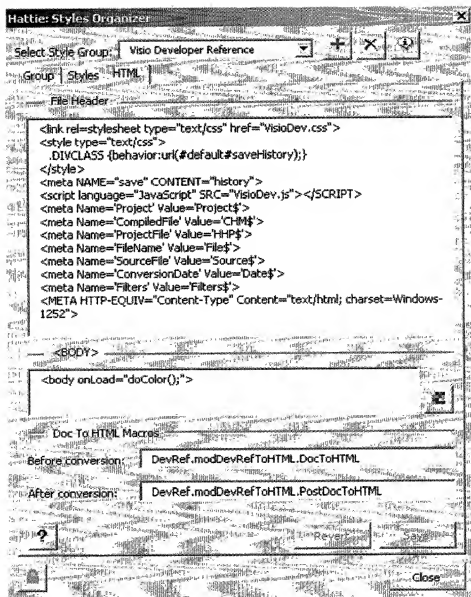 Hattie: Styles Organizer
Select Style Group: Visio Developer Reference
Group Styles HTML
File Header
<link rel=stylesheet type="text/css" href="VisioDev.css">
<style type="text/css">
.DIVCLASS {behavior:url(#default#saveHistory);}
</style>
<meta NAME="save" CONTENT="history">
<script language="JavaScript" SRC="VisioDev.js"></SCRIPT>
<meta Name='Project' Value='Project$'>
<meta Name='CompiledFile' Value='CHM$'>
<meta Name='ProjectFile' Value='HHP$'>
<meta Name='FileName' Value='File$'>
<meta Name='SourceFile' Value='Source$'>
<meta Name='ConversionDate' Value='Date$'>
<meta Name='Filters' Value='Filters$'>
<META HTTP-EQUIV="Content-Type" Content="text/html; charset=Windows-
1252">
<BODY>
<body onLoad="doColor();">
Doc To HTML Macros
Before conversion: DevRef.modDevRefToHTML.DocToHTML
After conversion: DevRef.modDevRefToHTML.PostDocToHTML
? Revert Save
Close